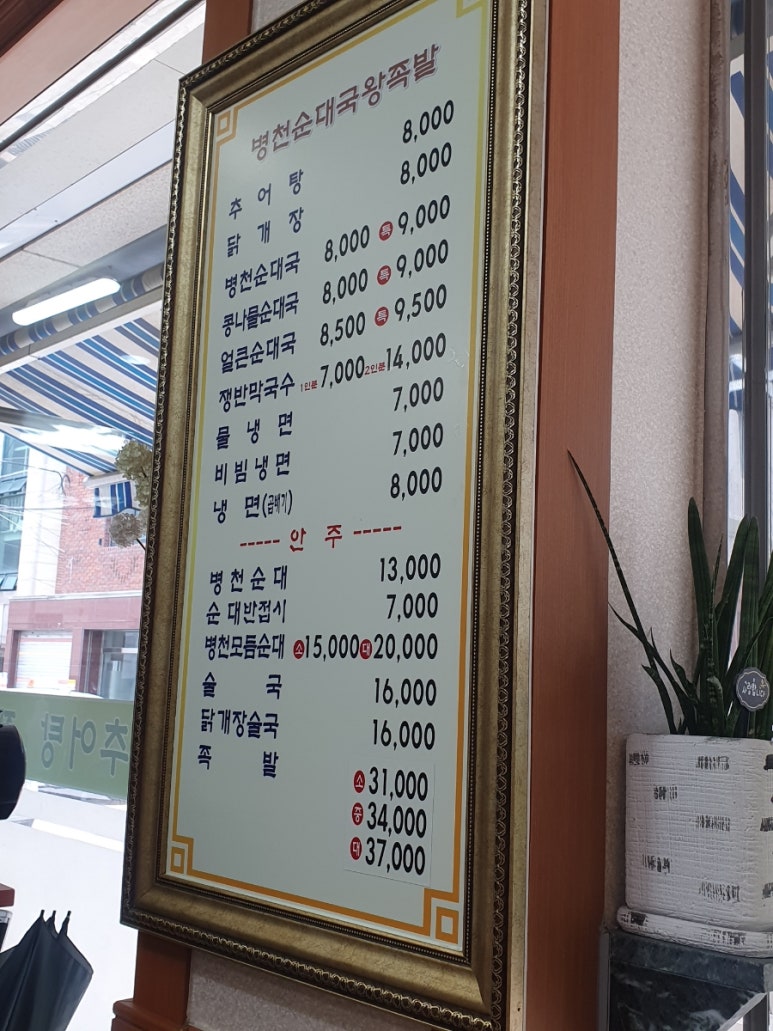 병천순대국왕족발
추어탕 8,000
닭개장 8,000
병천순대국 8,000 특 9,000
콩나물순대국 8,000 특 9,000
얼큰순대국 8,500 특 9,500
쟁반막국수 1인분 7,000 2인분 14,000
물냉면 7,000
비빔냉면 7,000
냉면(곱빼기) 8,000
----- 안주 -----
병천순대 13,000
순대반접시 7,000
병천모듬순대 소 15,000 대 20,000
술국 16,000
닭개장술국 16,000
족발 소 31,000
중 34,000
대 37,000
추어탕